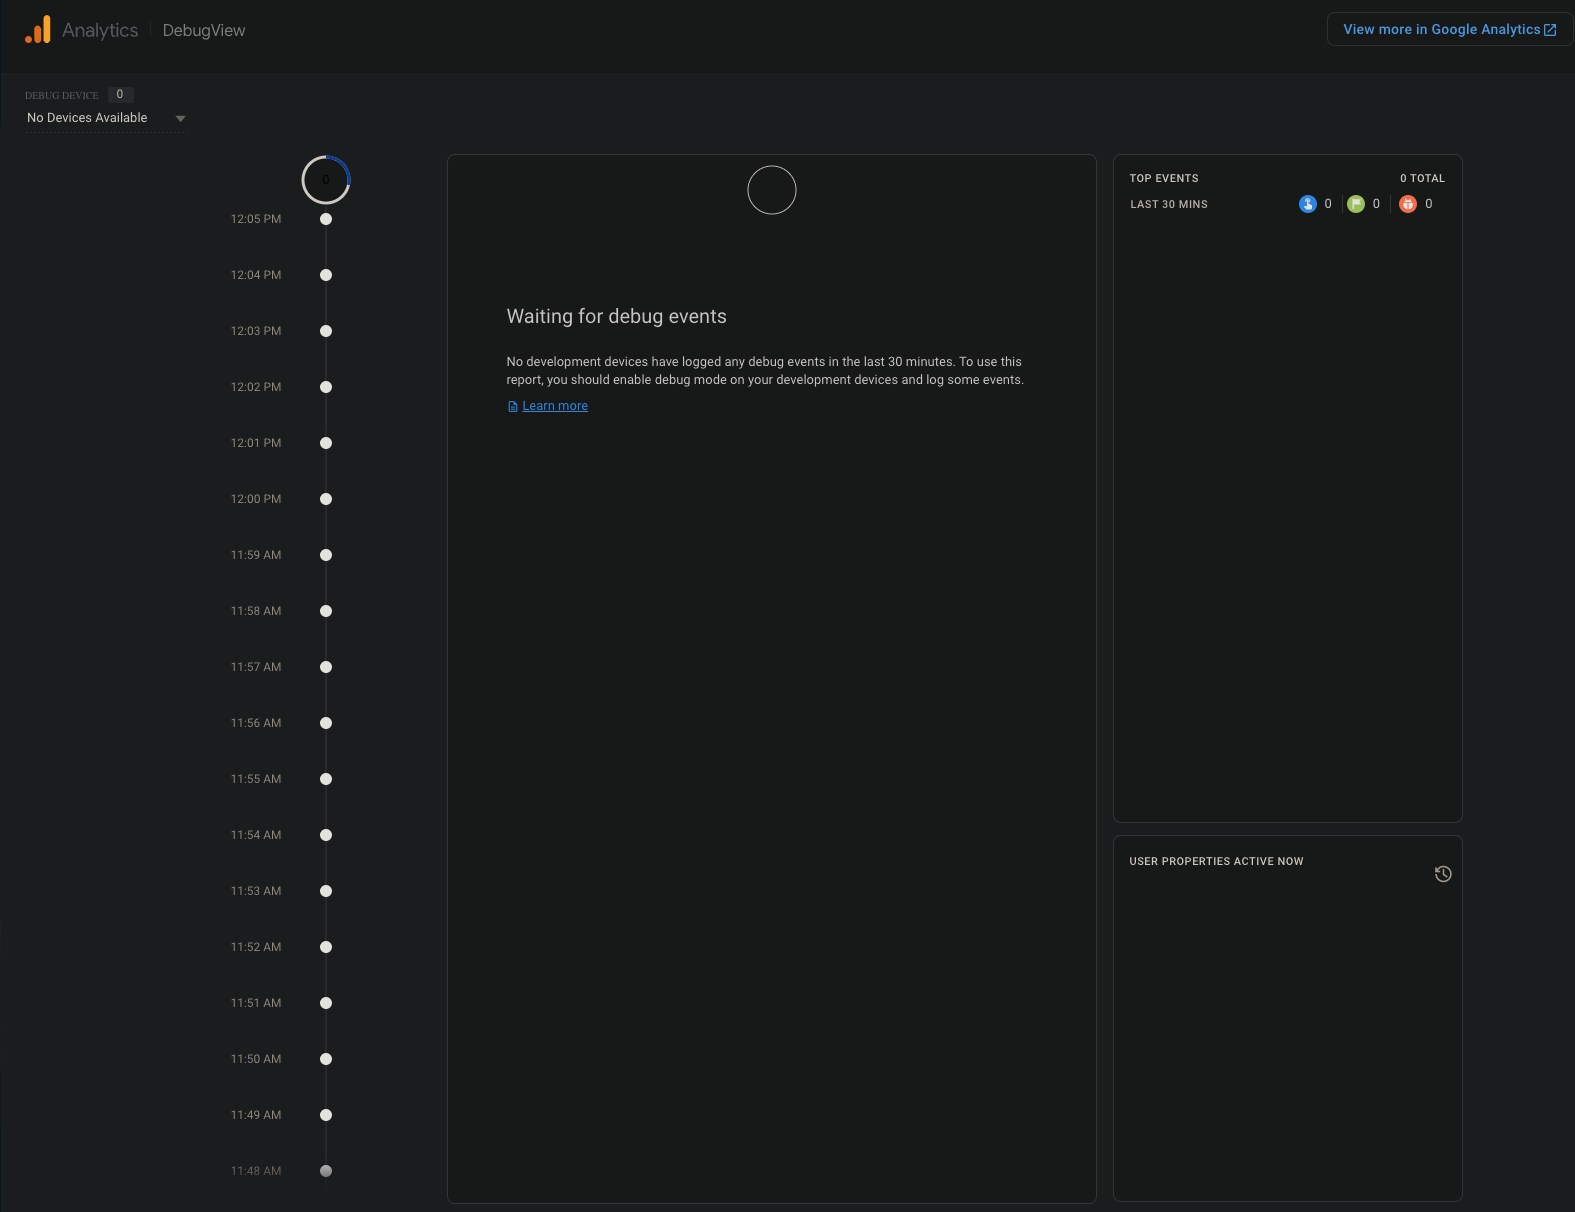 Analytics
DebugView
View more in Google Analytics
DEBUG DEVICE 0
No Devices Available
0
12:05 PM
12:04 PM
12:03 PM
12:02 PM
12:01 PM
12:00 PM
11:59 AM
11:58 AM
11:57 AM
11:56 AM
11:55 AM
11:54 AM
11:53 AM
11:52 AM
11:51 AM
11:50 AM
11:49 AM
11:48 AM
Waiting for debug events
No development devices have logged any debug events in the last 30 minutes. To use this
report, you should enable debug mode on your development devices and log some events.
Learn more
TOP EVENTS 0 TOTAL
LAST 30 MINS 0 0 0
USER PROPERTIES ACTIVE NOW